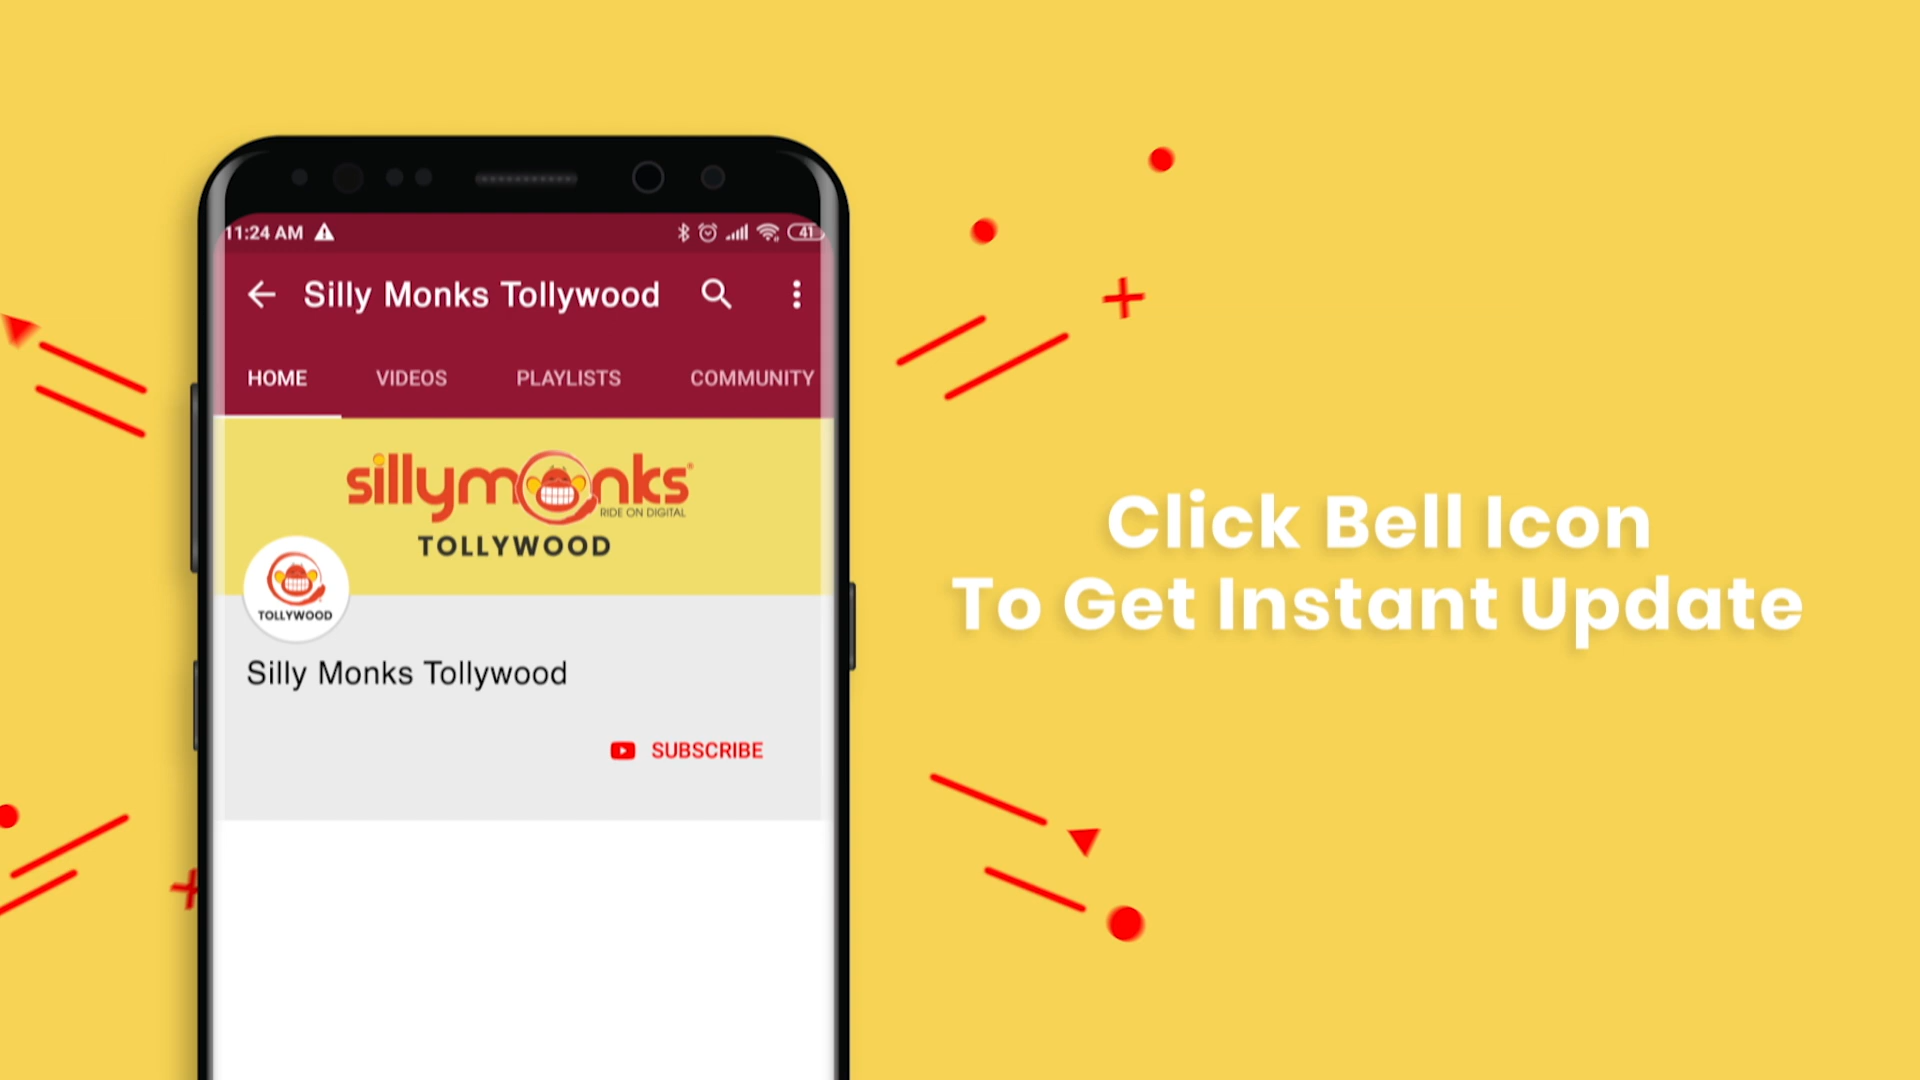 11:24 AM
41
Silly Monks Tollywood
HOME VIDEOS PLAYLISTS COMMUNITY
sillymonks
RIDE ON DIGITAL
TOLLYWOOD
TOLLYWOOD
Silly Monks Tollywood
SUBSCRIBE
Click Bell Icon
To Get Instant Update